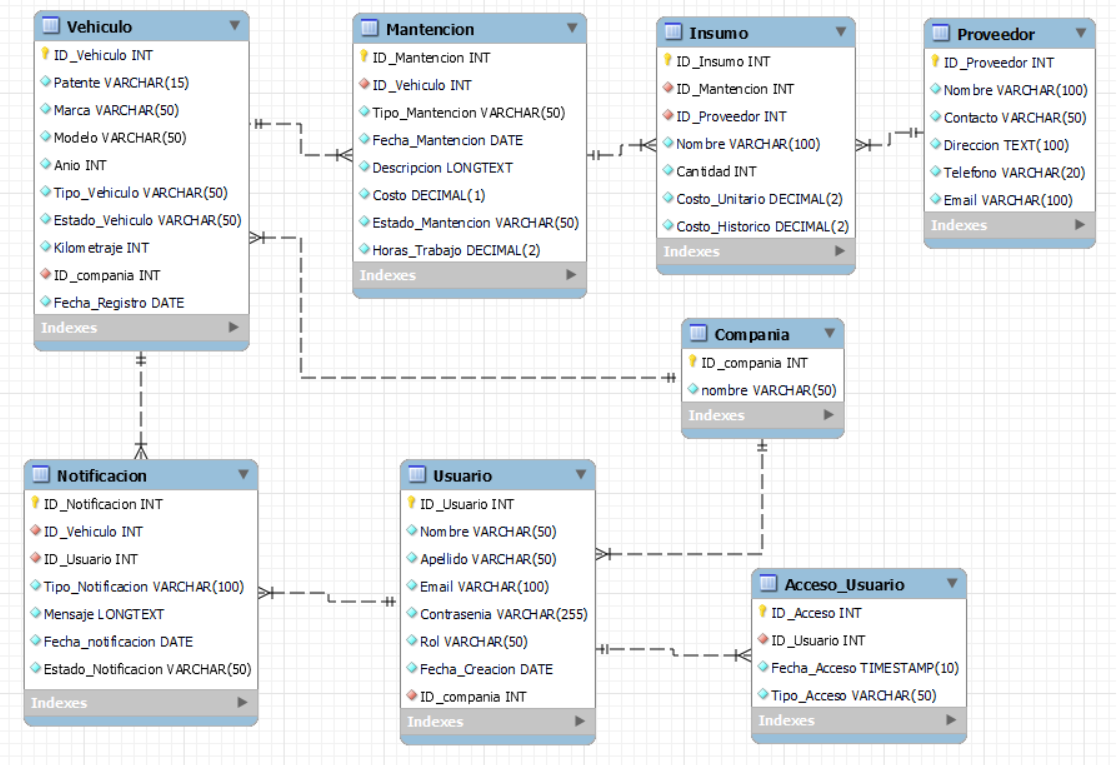 Vehiculo
ID_Vehiculo INT
Patente VARCHAR(15)
Marca VARCHAR(50)
Modelo VARCHAR(50)
Anio INT
Tipo_Vehiculo VARCHAR(50)
Estado_Vehiculo VARCHAR(50)
Kilometraje INT
ID_compania INT
Fecha_Registro DATE
Indexes
Mantencion
ID_Mantencion INT
ID_Vehiculo INT
Tipo_Mantencion VARCHAR(50)
Fecha_Mantencion DATE
Descripcion LONGTEXT
Costo DECIMAL(1)
Estado_Mantencion VARCHAR(50)
Horas_Trabajo DECIMAL(2)
Indexes
Insumo
ID_Insumo INT
ID_Mantencion INT
ID_Proveedor INT
Nombre VARCHAR(100)
Cantidad INT
Costo_Unitario DECIMAL(2)
Costo_Historico DECIMAL(2)
Indexes
Proveedor
ID_Proveedor INT
Nombre VARCHAR(100)
Contacto VARCHAR(50)
Direccion TEXT(100)
Telefono VARCHAR(20)
Email VARCHAR(100)
Indexes
Compania
ID_compania INT
nombre VARCHAR(50)
Indexes
Notificacion
ID_Notificacion INT
ID_Vehiculo INT
ID_Usuario INT
Tipo_Notificacion VARCHAR(100)
Mensaje LONGTEXT
Fecha_notificacion DATE
Estado_Notificacion VARCHAR(50)
Indexes
Usuario
ID_Usuario INT
Nombre VARCHAR(50)
Apellido VARCHAR(50)
Email VARCHAR(100)
Contrasenia VARCHAR(255)
Rol VARCHAR(50)
Fecha_Creacion DATE
ID_compania INT
Indexes
Acceso_Usuario
ID_Acceso INT
ID_Usuario INT
Fecha_Acceso TIMESTAMP(10)
Tipo_Acceso VARCHAR(50)
Indexes